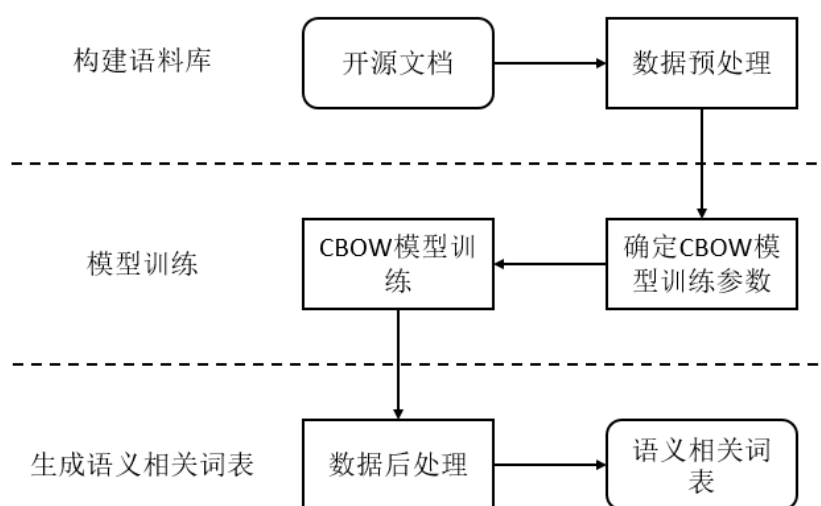 构建语料库
开源文档
数据预处理
模型训练
CBOW模型训
练
确定CBOW模
型训练参数
生成语义相关词表
数据后处理
语义相关词
表